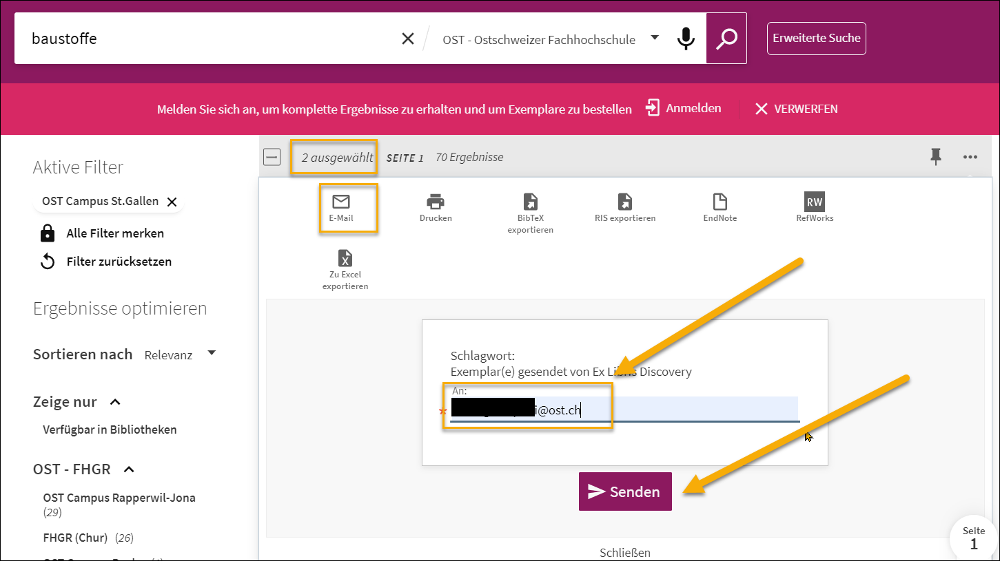 baustoffe
OST - Ostschweizer Fachhochschule
Erweiterte Suche
Melden Sie sich an, um komplette Ergebnisse zu erhalten und um Exemplare zu bestellen
Anmelden
VERWERFEN
Aktive Filter
OST Campus St.Gallen
Alle Filter merken
Filter zurücksetzen
Ergebnisse optimieren
Sortieren nach Relevanz
Zeige nur
Verfügbar in Bibliotheken
OST - FHGR
OST Campus Rapperwil-Jona
(29)
FHGR (Chur) (26)
2 ausgewählt SEITE 1 70 Ergebnisse
E-Mail
Drucken
BibTeX
exportieren
RIS exportieren
EndNote
RW
RefWorks
X
Zu Excel
exportieren
Schlagwort:
Exemplar(e) gesendet von Ex Libris Discovery
An:
* i@ost.ch
Senden
Schließen
Seite
1